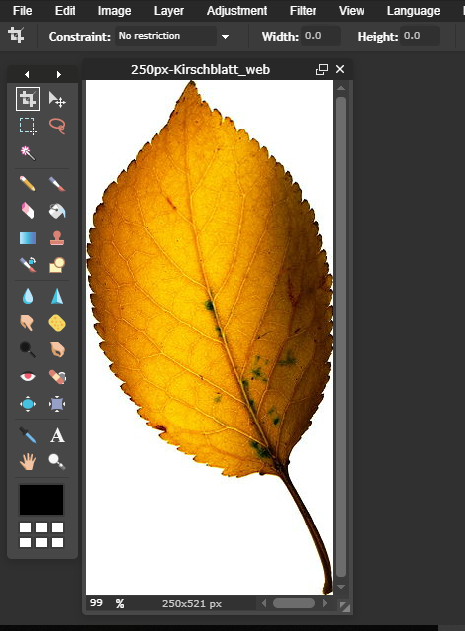 File Edit Image Layer Adjustment Filter View Language
Constraint: No restriction Width: 0.0 Height: 0.0
250px-Kirschblatt_web
A
99 % 250x521 px